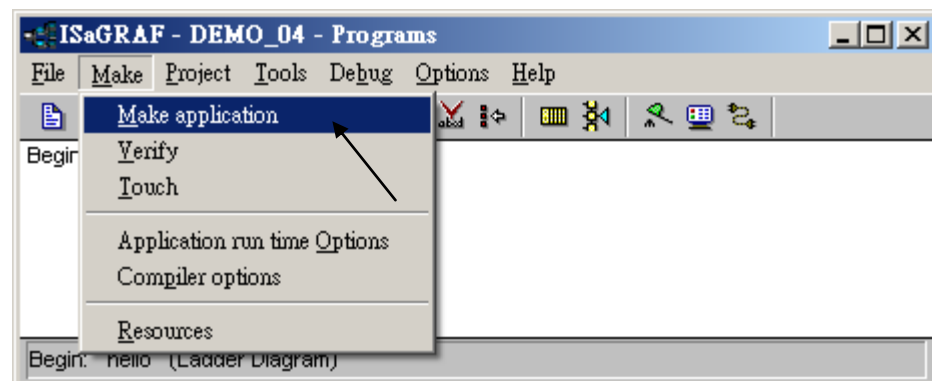 ISaGRAF - DEMO_04 - Programs
File Make Project Tools Debug Options Help
Make application
Begin
Verify
Touch
Application run time Options
Compiler options
Resources
Begin: hello (Ladder Diagram)